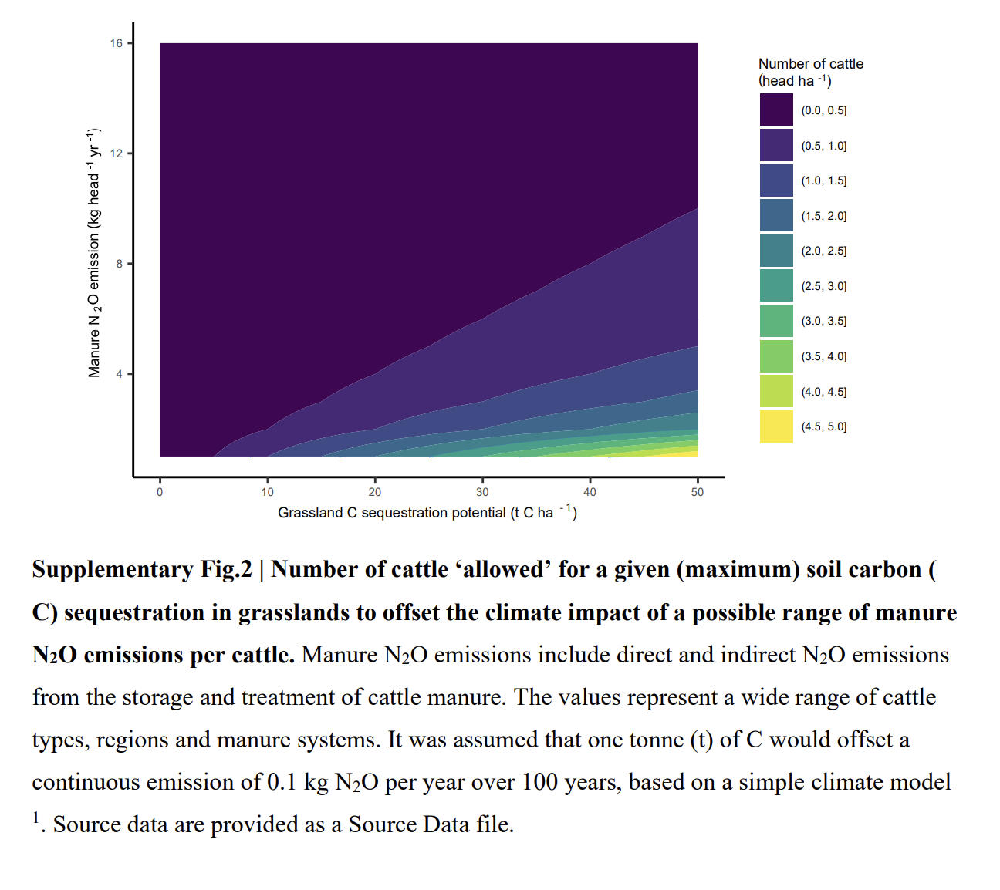 16
12
8
4
Manure N2O emission (kg head -1 yr -1)
0 10 20 30 40 50
Grassland C sequestration potential (t C ha -1)
Number of cattle
(head ha -1)
(0.0, 0.5]
(0.5, 1.0]
(1.0, 1.5]
(1.5, 2.0]
(2.0, 2.5]
(2.5, 3.0]
(3.0, 3.5]
(3.5, 4.0]
(4.0, 4.5]
(4.5, 5.0]
Supplementary Fig.2 | Number of cattle ‘allowed’ for a given (maximum) soil carbon (
C) sequestration in grasslands to offset the climate impact of a possible range of manure
N2O emissions per cattle. Manure N2O emissions include direct and indirect N2O emissions
from the storage and treatment of cattle manure. The values represent a wide range of cattle
types, regions and manure systems. It was assumed that one tonne (t) of C would offset a
continuous emission of 0.1 kg N2O per year over 100 years, based on a simple climate model
1. Source data are provided as a Source Data file.